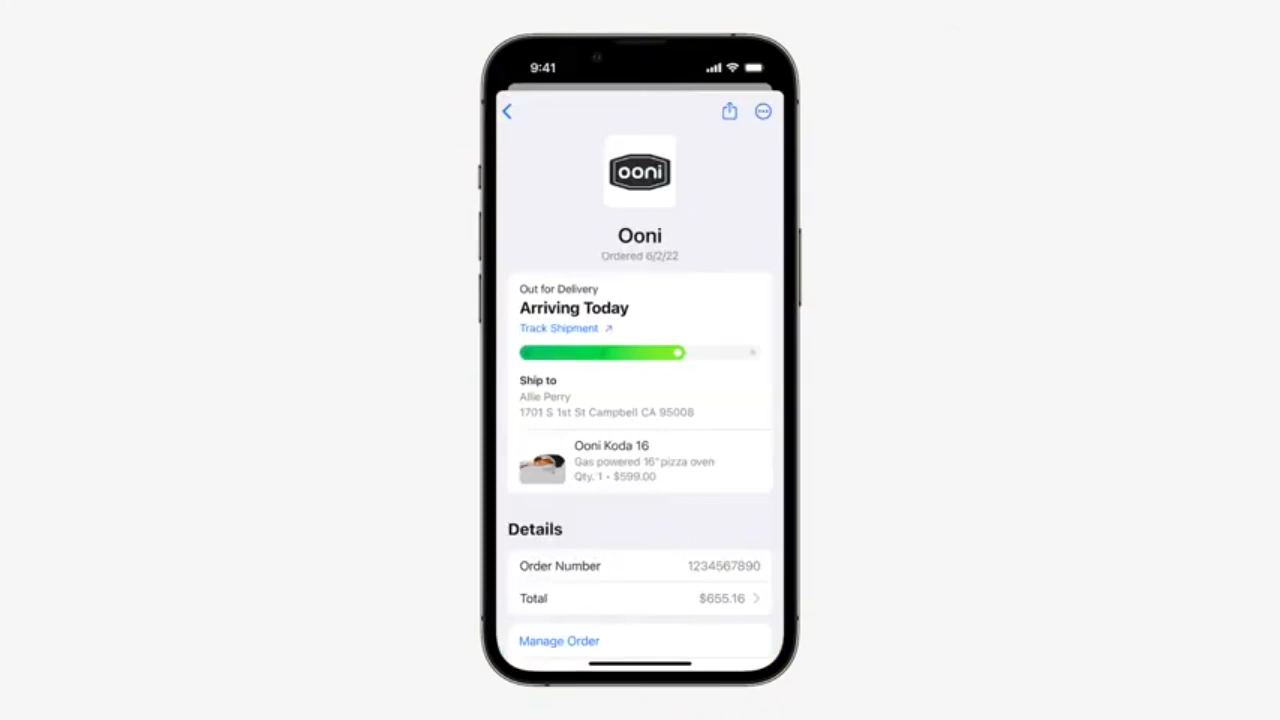 9:41
ooni
Ooni
Ordered 6/2/22
Out for Delivery
Arriving Today
Track Shipment ↗
Ship to
Allie Perry
1701 S 1st St Campbell CA 95008
Ooni Koda 16
Gas powered 16" pizza oven
Qty. 1 • $599.00
Details
Order Number 1234567890
Total $655.16
Manage Order